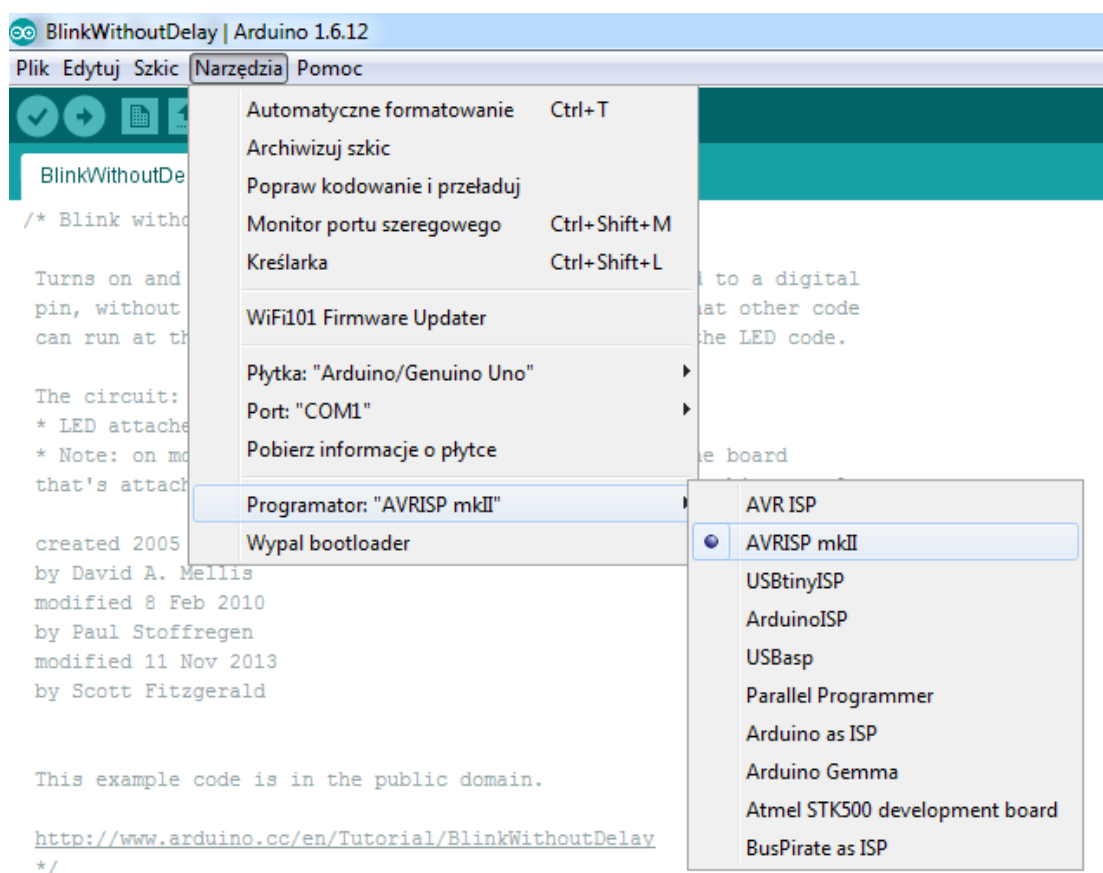 BlinkWithoutDelay | Arduino 1.6.12
Plik Edytuj Szkic Narzędzia Pomoc
BlinkWithoutDe
Automatyczne formatowanie Ctrl+T
Archiwizuj szkic
Popraw kodowanie i przeładuj
Monitor portu szeregowego Ctrl+Shift+M
Kreślarka Ctrl+Shift+L
WiFi101 Firmware Updater
Płytka: "Arduino/Genuino Uno"
Port: "COM1"
Pobierz informacje o płytce
Programator: "AVRISP mkII"
Wypal bootloader
AVR ISP
AVRISP mkII
USBtinyISP
ArduinoISP
USBasp
Parallel Programmer
Arduino as ISP
Arduino Gemma
Atmel STK500 development board
BusPirate as ISP
/* Blink witho
Turns on and to a digital
pin, without other code
can run at the LED code.
The circuit:
* LED attache
* Note: on board
that's attach
created 2005
by David A. Mellis
modified 8 Feb 2010
by Paul Stoffregen
modified 11 Nov 2013
by Scott Fitzgerald
This example code is in the public domain.
http://www.arduino.cc/en/Tutorial/BlinkWithoutDelay
*/